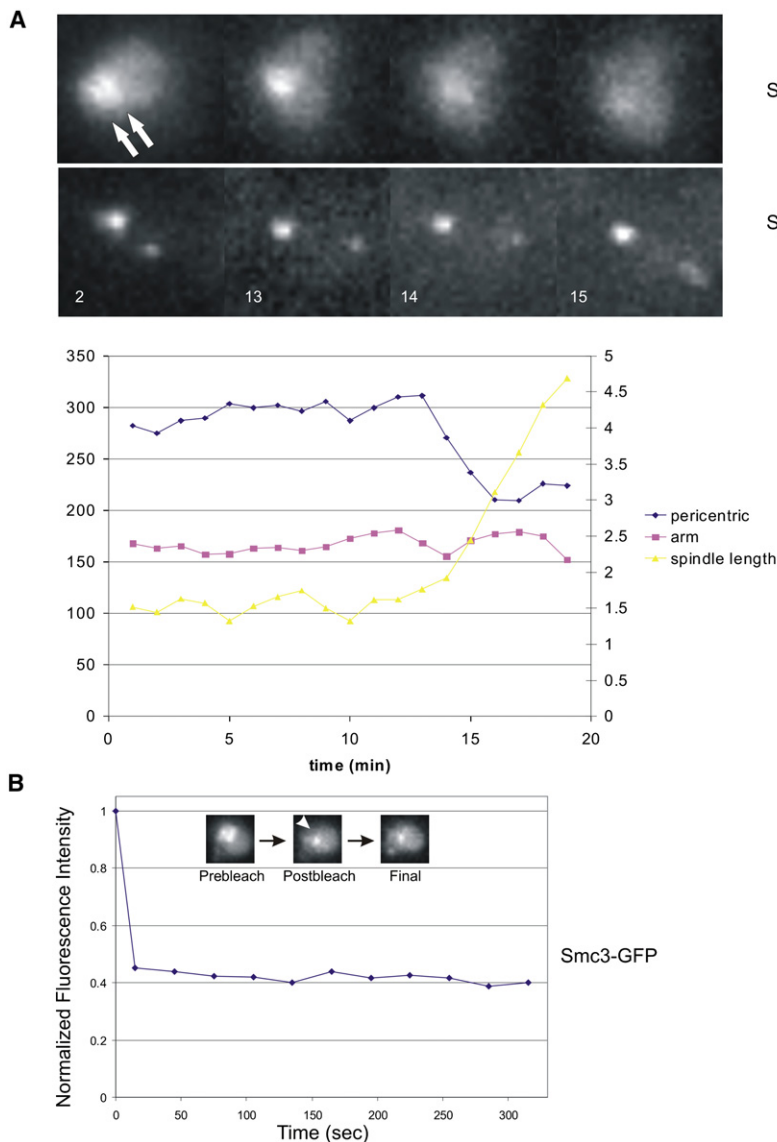 A
S
S
2 13 14 15
350
300
250
200
150
100
50
0
5
4.5
4
3.5
3
2.5
2
1.5
1
0.5
0
0 5 10 15 20
time (min)
pericentric
arm
spindle length
B
Normalized Fluorescence Intensity
1
0.8
0.6
0.4
0.2
0
Prebleach Postbleach Final
Smc3-GFP
0 50 100 150 200 250 300
Time (sec)